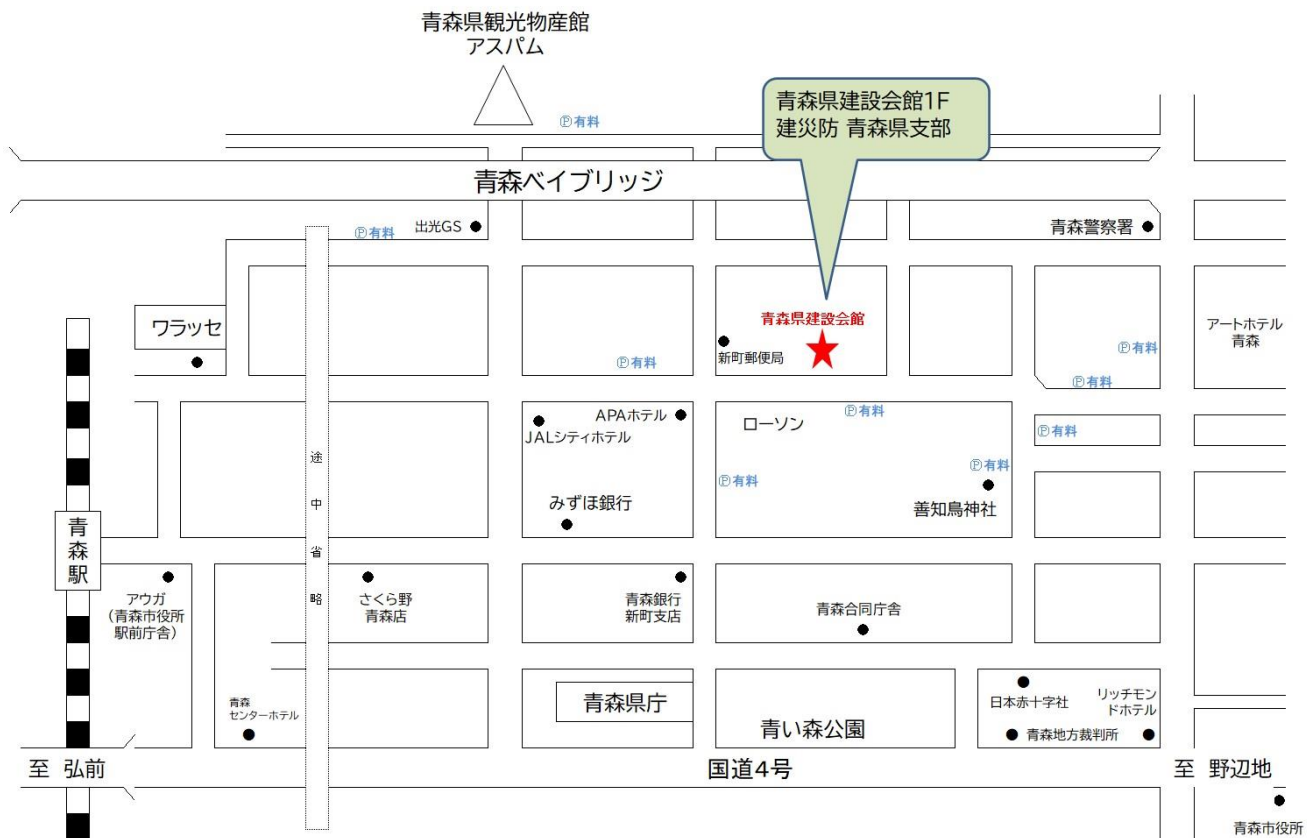 青森県観光物産館
アスパム
Ⓟ有料
青森県建設会館1F
建災防 青森県支部
青森ベイブリッジ
出光GS
Ⓟ有料
青森警察署
ワラッセ
青森県建設会館
新町郵便局
Ⓟ有料
アートホテル
青森
Ⓟ有料
Ⓟ有料
APAホテル
JALシティホテル
ローソン
Ⓟ有料
Ⓟ有料
Ⓟ有料
Ⓟ有料
みずほ銀行
善知鳥神社
途中省略
青森駅
アウガ
(青森市役所
駅前庁舎)
さくら野
青森店
青森銀行
新町支店
青森合同庁舎
青森
センターホテル
青森県庁
青い森公園
日本赤十字社
リッチモン
ドホテル
青森地方裁判所
至 弘前
国道4号
至 野辺地
青森市役所